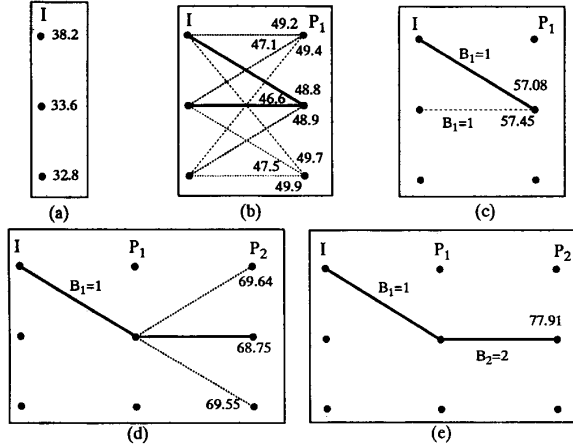 I
38.2
33.6
32.8
(a)
I
P1
49.2
47.1
49.4
48.8
46.6
48.9
49.7
47.5
49.9
(b)
I
P1
B1=1
57.08
B1=1
57.45
(c)
I
P1
P2
B1=1
69.64
68.75
69.55
(d)
I
P1
P2
B1=1
77.91
B2=2
(e)